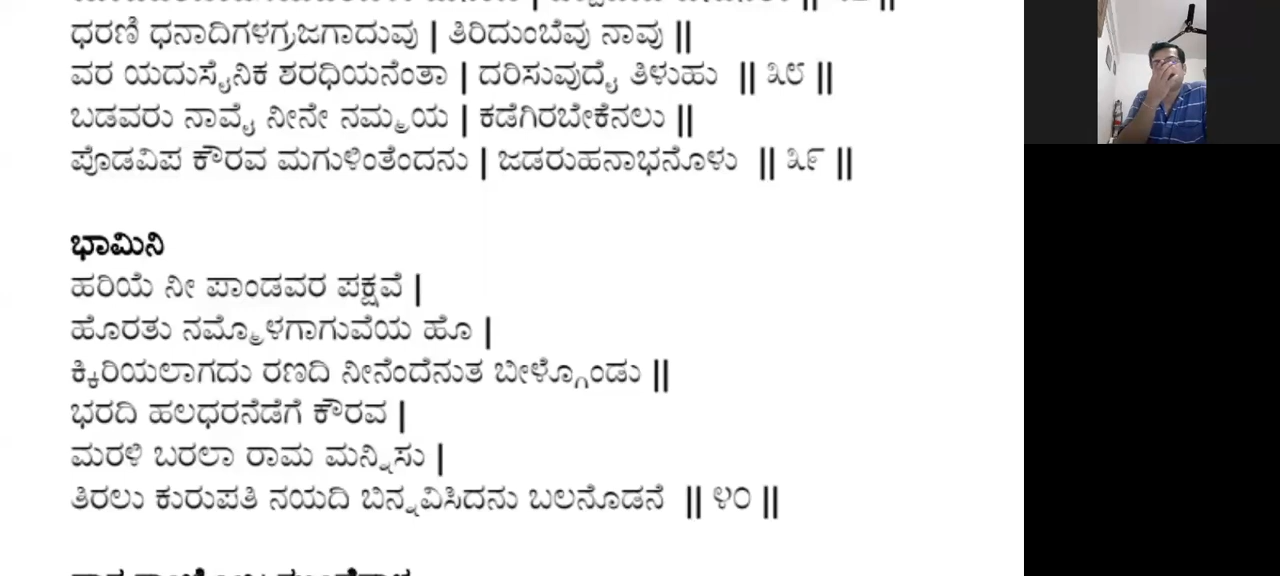 ಧರಣಿ ಧನಾದಿಗಳಗ್ರಜಗಾದುವು | ತಿರಿದುಂಬೆವು ನಾವು ||
ವರ ಯದುಸೈನಿಕ ಶರಧಿಯನೆಂತಾ | ದರಿಸುವುದೈ ತಿಳುಹು || ೩೮ ||
ಬಡವರು ನಾವೈ ನೀನೇ ನಮ್ಮಯ | ಕಡೆಗಿರಬೇಕೆನಲು ||
ಪೊಡವಿಪ ಕೌರವ ಮಗುಳಿಂತೆಂದನು | ಜಡರುಹನಾಭನೊಳು || ೩೯ ||
ಭಾಮಿನಿ
ಹರಿಯೆ ನೀ ಪಾಂಡವರ ಪಕ್ಷವೆ |
ಹೊರತು ನಮ್ಮೊಳಗಾಗುವೆಯ ಹೊ |
ಕ್ಕಿರಿಯಲಾಗದು ರಣದಿ ನೀನೆಂದೆನುತ ಬೀಳ್ಗೊಂಡು ||
ಭರದಿ ಹಲಧರನೆಡೆಗೆ ಕೌರವ |
ಮರಳಿ ಬರಲಾ ರಾಮ ಮನ್ನಿಸು |
ತಿರಲು ಕುರುಪತಿ ನಯದಿ ಬಿನ್ನವಿಸಿದನು ಬಲನೊಡನೆ || ೪೦ ||